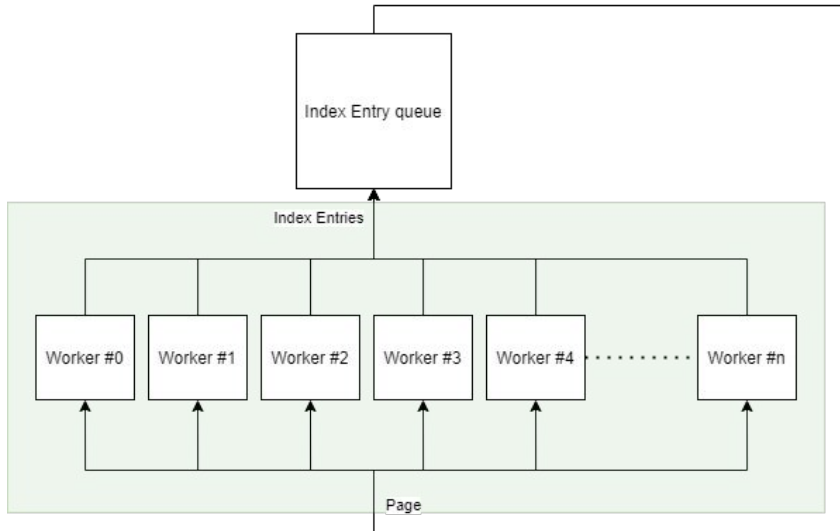 Index Entry queue
Index Entries
Worker #0
Worker #1
Worker #2
Worker #3
Worker #4
Worker #n
Page